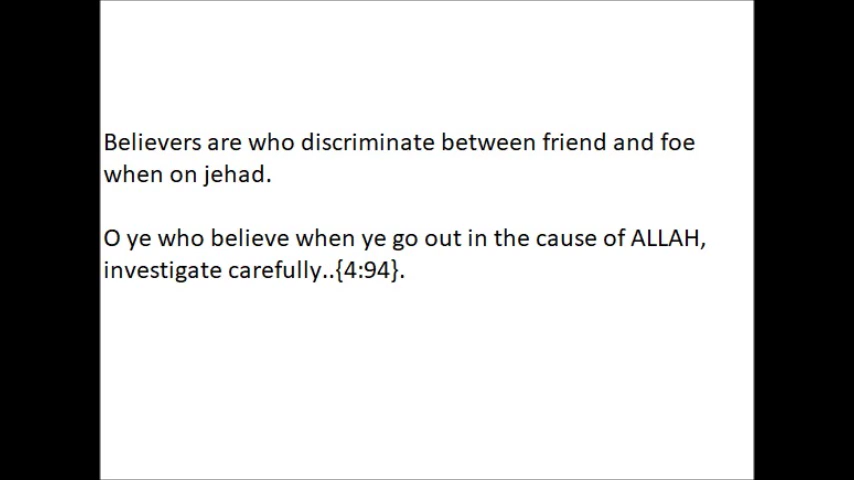 Believers are who discriminate between friend and foe
when on jehad.
O ye who believe when ye go out in the cause of ALLAH,
investigate carefully..{4:94}.